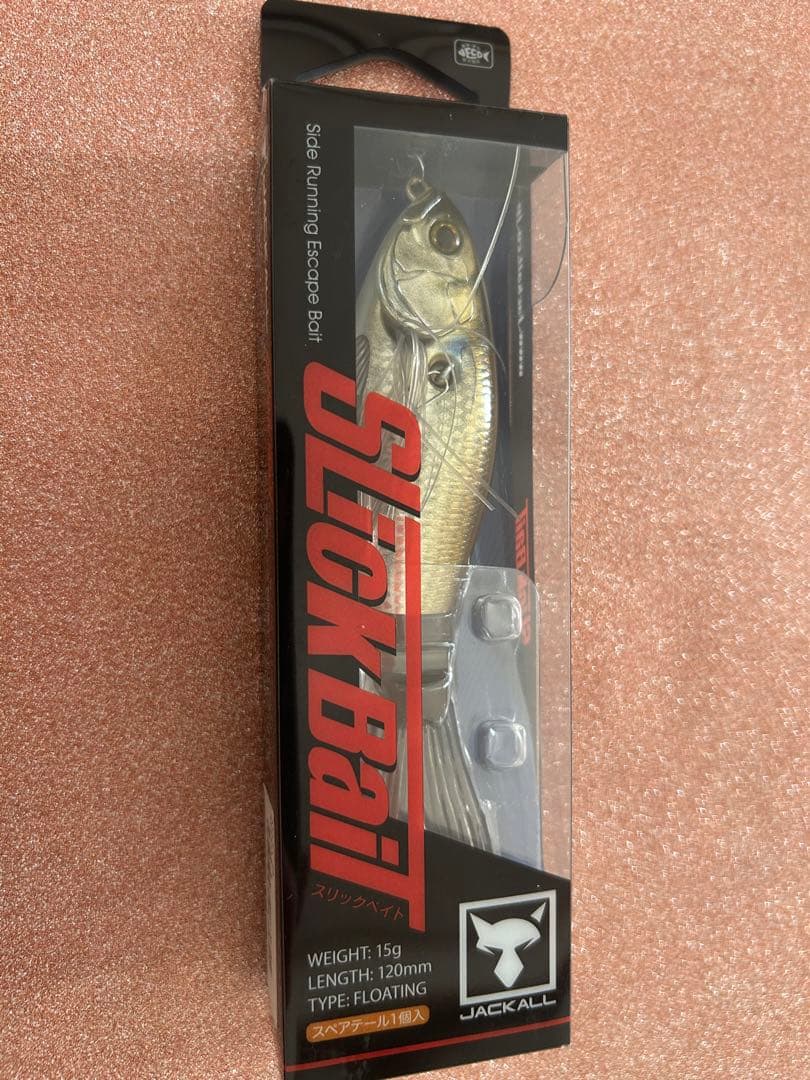 Side Running Escape Bait
SLicK BaiT
スリックベイト
WEIGHT: 15g
LENGTH: 120mm
TYPE: FLOATING
スペアテール1個入
JACKALL